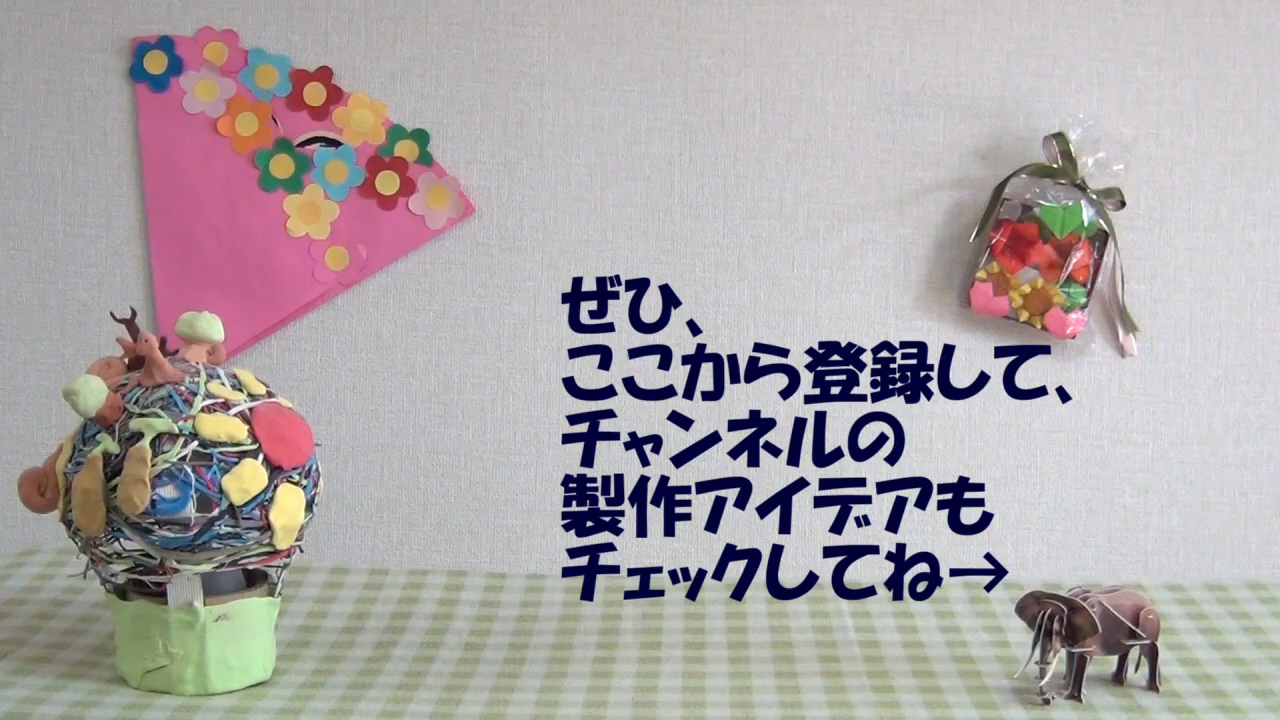 ぜひ、
ここから登録して、
チャンネルの
製作アイデアも
チェックしてね→